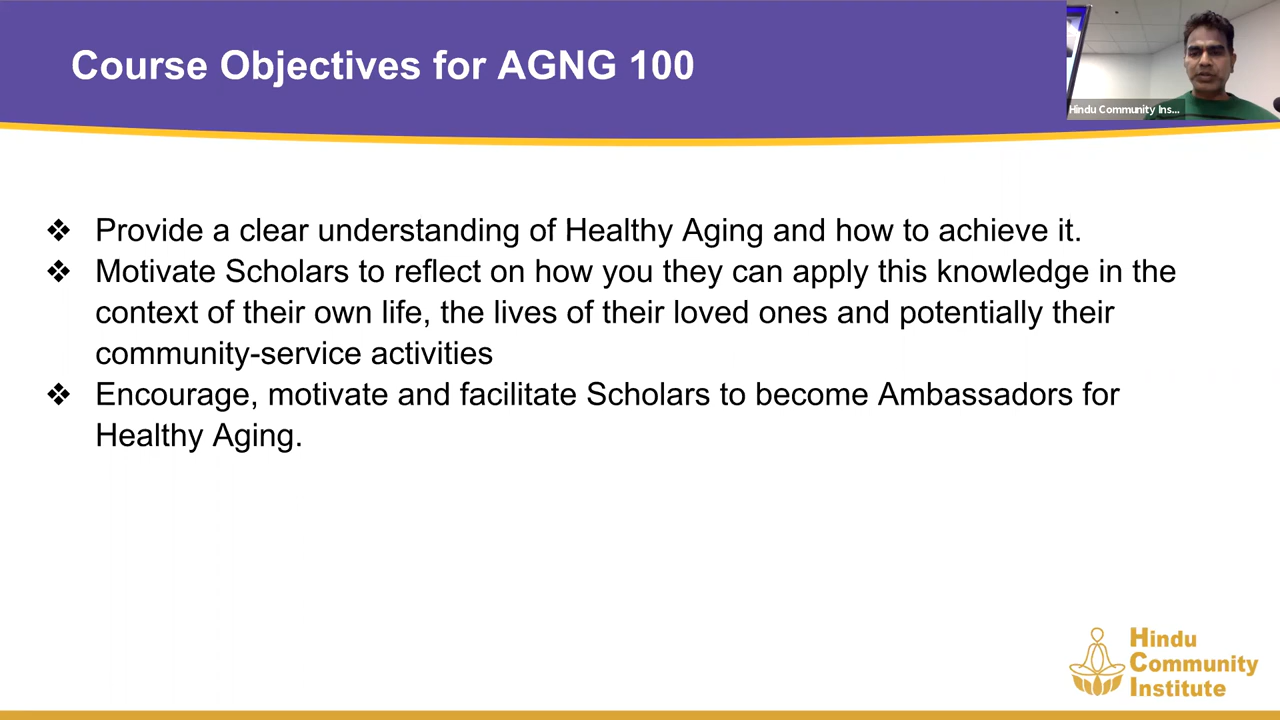 Course Objectives for AGNG 100
Hindu Community Ins...
❖ Provide a clear understanding of Healthy Aging and how to achieve it.
❖ Motivate Scholars to reflect on how you they can apply this knowledge in the
context of their own life, the lives of their loved ones and potentially their
community-service activities
❖ Encourage, motivate and facilitate Scholars to become Ambassadors for
Healthy Aging.
Hindu
Community
Institute